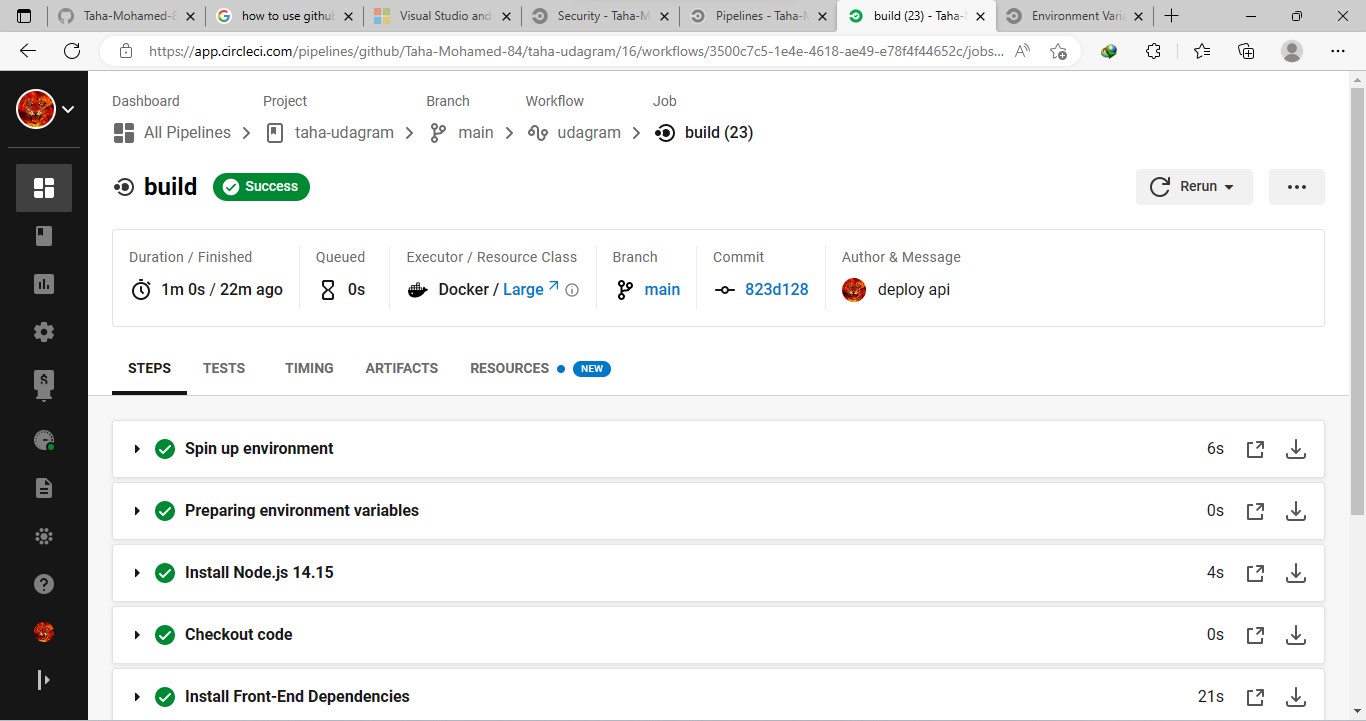 Taha-Mohamed-8
how to use githu
Visual Studio and
Security - Taha-M
Pipelines - Taha-M
build (23) - Taha-
Environment Varia
https://app.circleci.com/pipelines/github/Taha-Mohamed-84/taha-udagram/16/workflows/3500c7c5-1e4e-4618-ae49-e78f4f44652c/jobs...
Dashboard Project Branch Workflow Job
All Pipelines taha-udagram main udagram build (23)
build Success Rerun
Duration / Finished Queued Executor / Resource Class Branch Commit Author & Message
1m 0s / 22m ago 0s Docker / Large main 823d128 deploy api
STEPS TESTS TIMING ARTIFACTS RESOURCES NEW
Spin up environment 6s
Preparing environment variables 0s
Install Node.js 14.15 4s
Checkout code 0s
Install Front-End Dependencies 21s